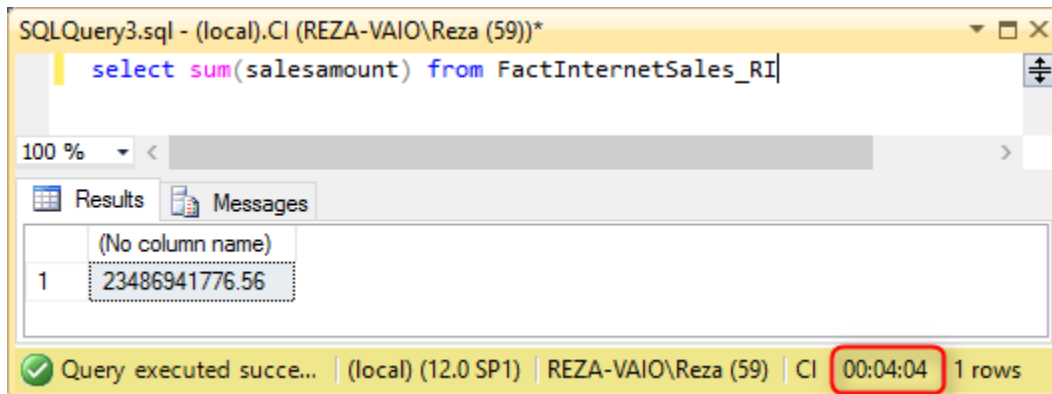 SQLQuery3.sql - (local).CI (REZA-VAIO\Reza (59))*
select sum(salesamount) from FactInternetSales_RI
100 %
Results Messages
(No column name)
1 23486941776.56
Query executed succe... (local) (12.0 SP1) REZA-VAIO\Reza (59) CI 00:04:04 1 rows